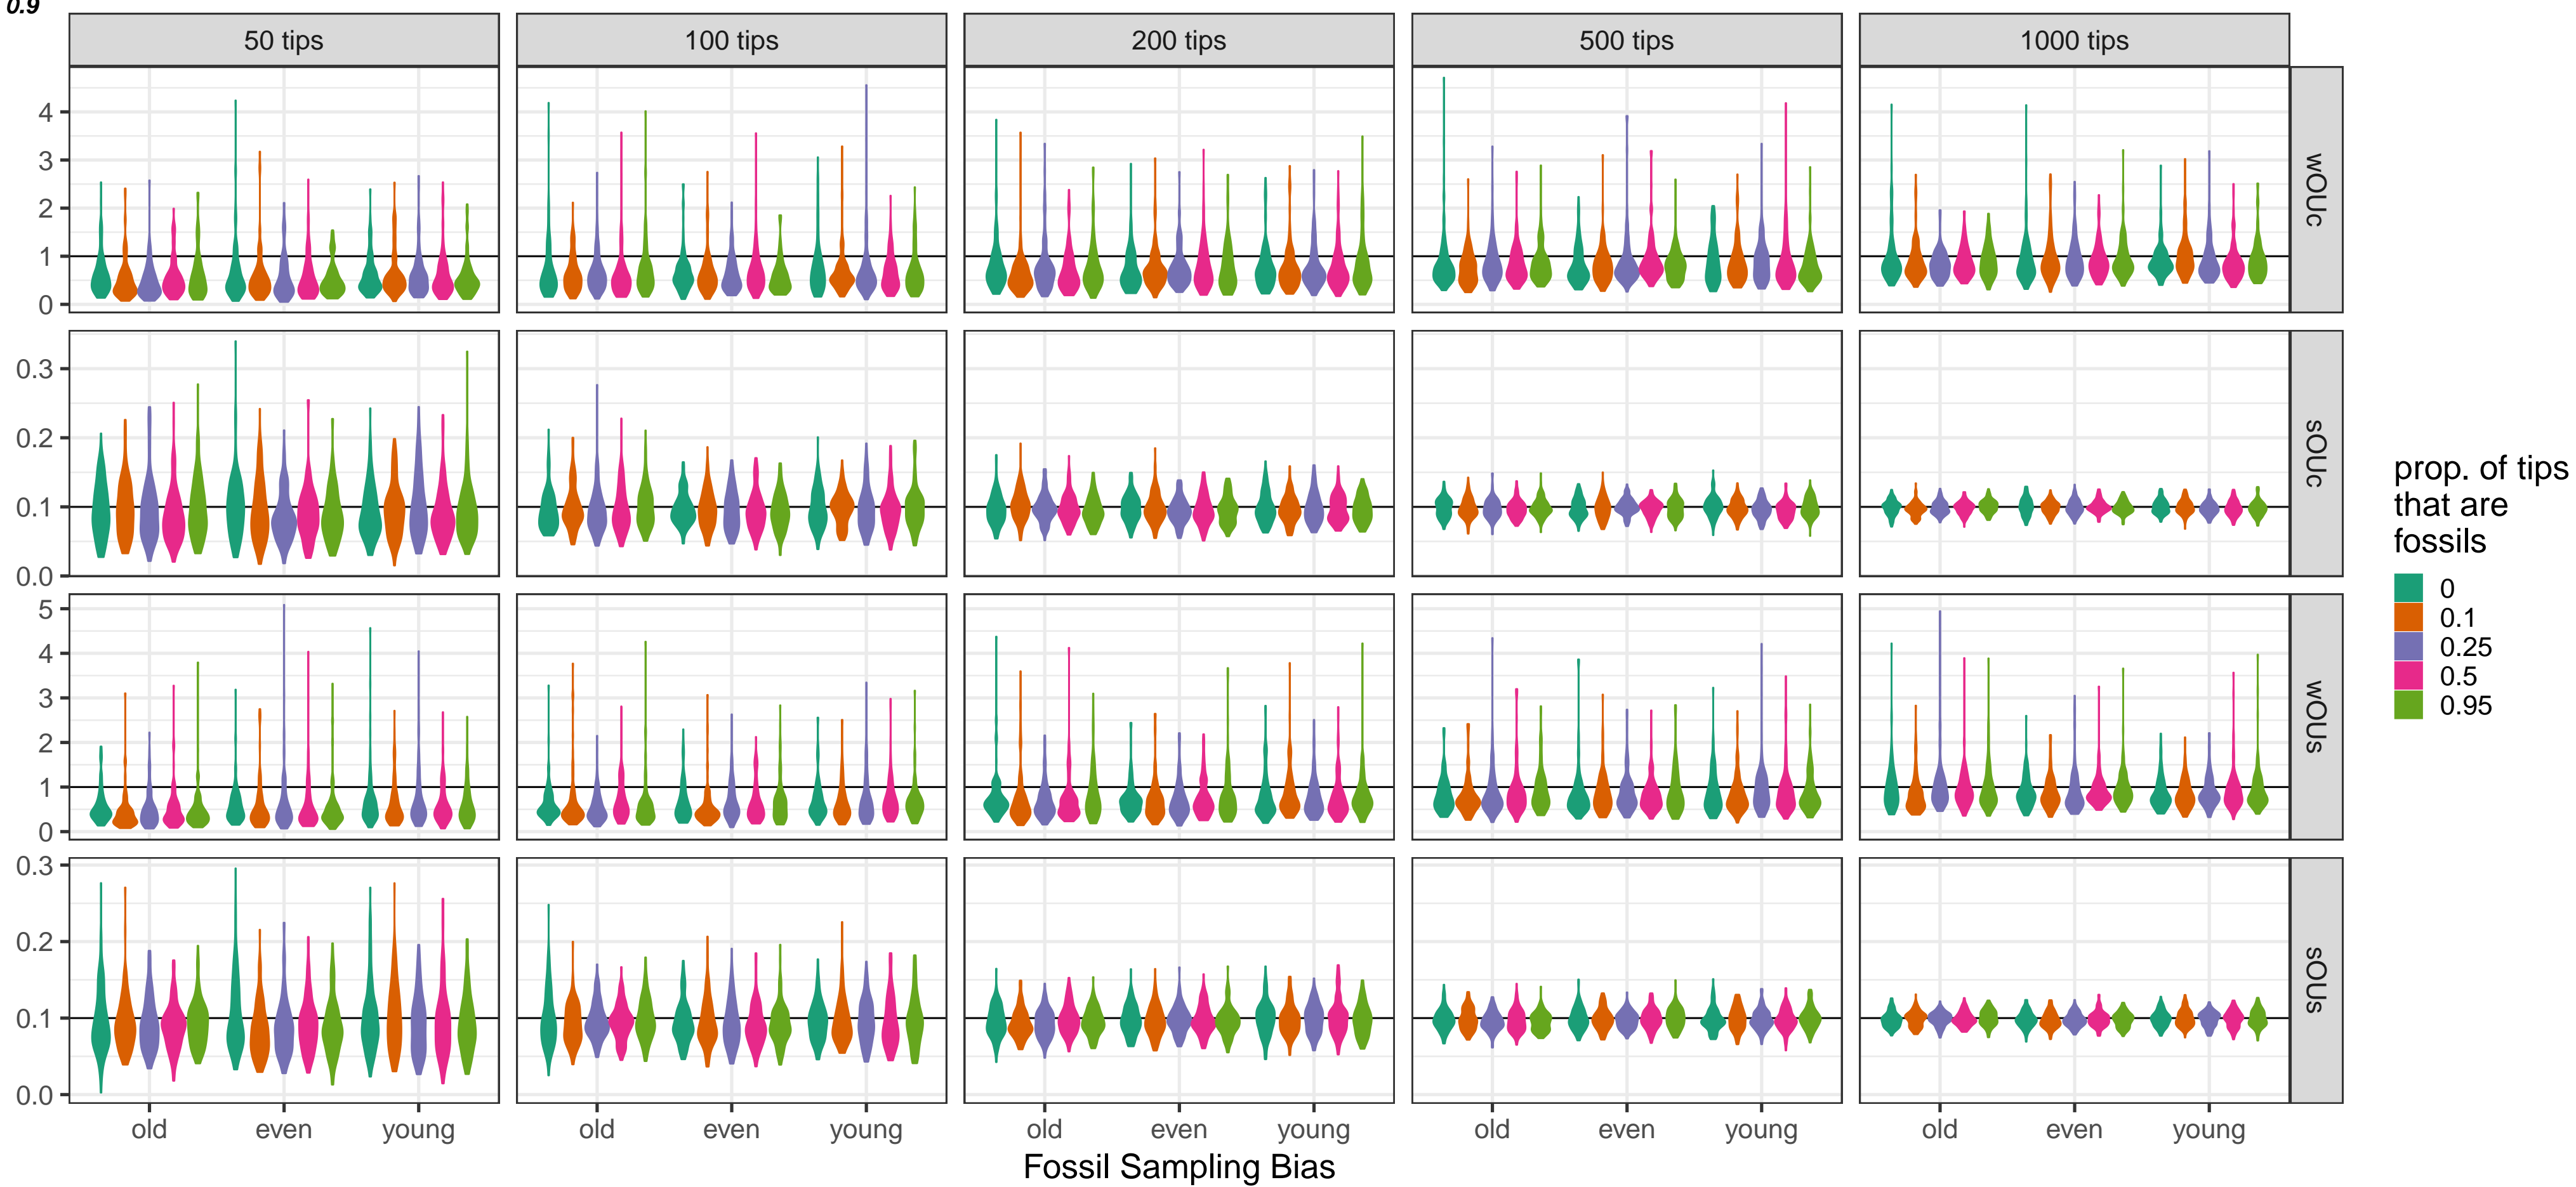 0.9
50 tips
100 tips
200 tips
500 tips
1000 tips
4
3
2
1
0
wOUc
0.3
0.2
0.1
0.0
sOUc
5
4
3
2
1
0
wOUs
0.3
0.2
0.1
0.0
sOUs
old even young
old even young
old even young
old even young
old even young
Fossil Sampling Bias
prop. of tips
that are
fossils
0
0.1
0.25
0.5
0.95